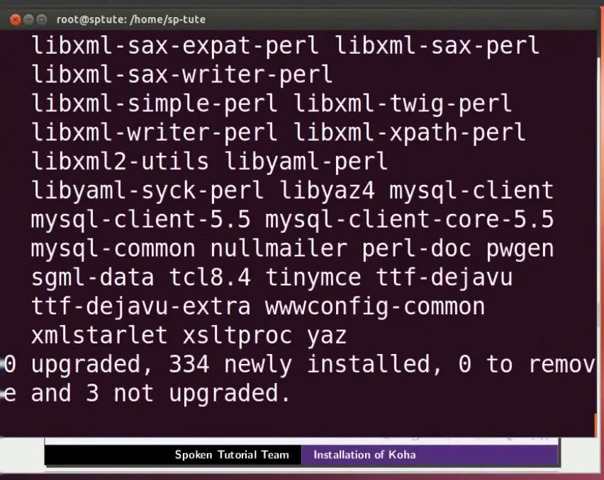 root@sptute: /home/sp-tute
libxml-sax-expat-perl libxml-sax-perl
libxml-sax-writer-perl
libxml-simple-perl libxml-twig-perl
libxml-writer-perl libxml-xpath-perl
libxml2-utils libyaml-perl
libyaml-syck-perl libyaz4 mysql-client
mysql-client-5.5 mysql-client-core-5.5
mysql-common nullmailer perl-doc pwgen
sgml-data tcl8.4 tinymce ttf-dejavu
ttf-dejavu-extra wwwconfig-common
xmlstarlet xsltproc yaz
0 upgraded, 334 newly installed, 0 to remov
e and 3 not upgraded.
Spoken Tutorial Team Installation of Koha